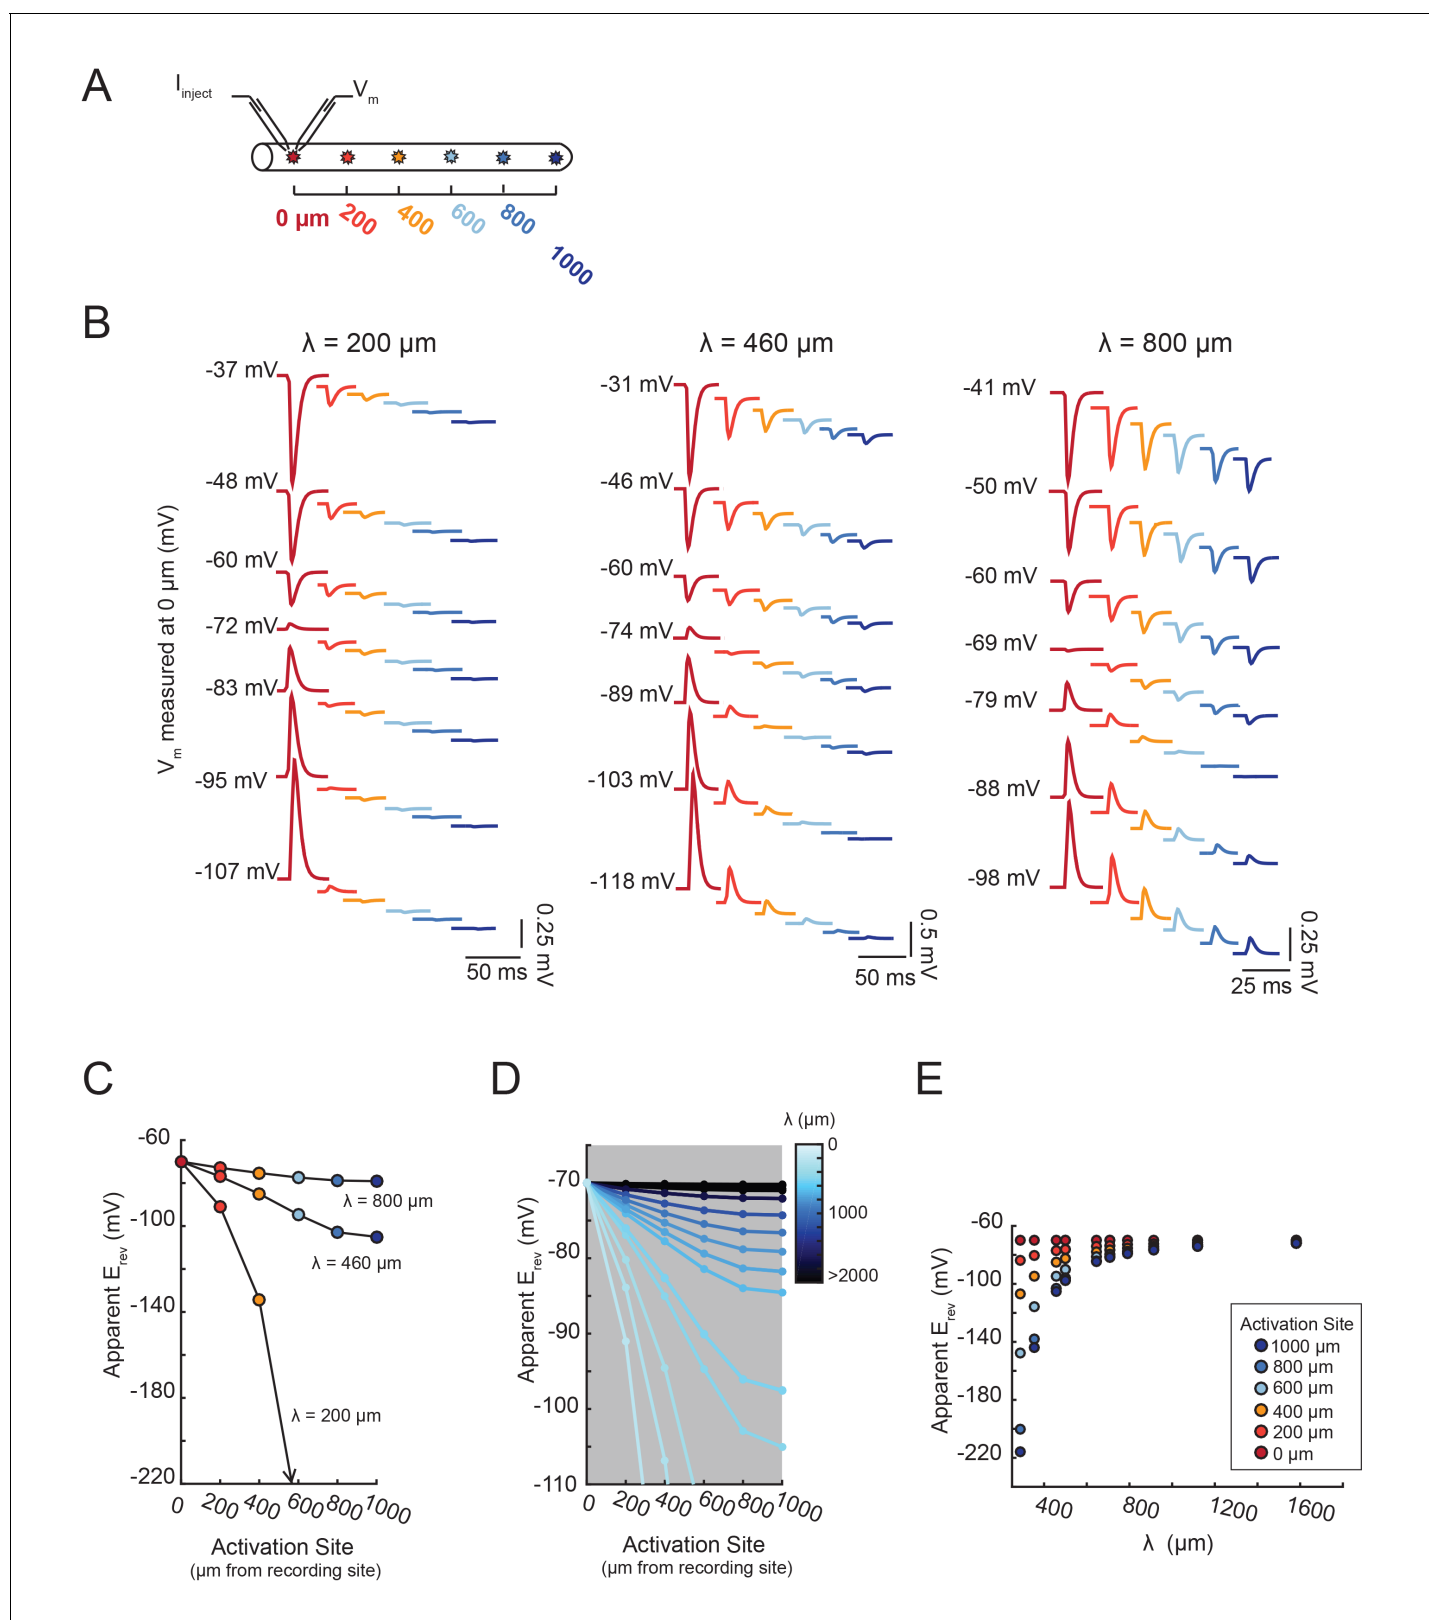 A
I inject
V m
0 μm
200
400
600
800
1000
B
λ = 200 μm
λ = 460 μm
λ = 800 μm
V m measured at 0 μm (mV)
-37 mV
-48 mV
-60 mV
-72 mV
-83 mV
-95 mV
-107 mV
0.25 mV
50 ms
-31 mV
-46 mV
-60 mV
-74 mV
-89 mV
-103 mV
-118 mV
0.5 mV
50 ms
-41 mV
-50 mV
-60 mV
-69 mV
-79 mV
-88 mV
-98 mV
0.25 mV
25 ms
C
Apparent E rev (mV)
-60
-100
-140
-180
-220
λ = 800 μm
λ = 460 μm
λ = 200 μm
0
200
400
600
800
1000
Activation Site
(μm from recording site)
D
λ (μm)
0
1000
>2000
Apparent E rev (mV)
-70
-80
-90
-100
-110
0
200
400
600
800
1000
Activation Site
(μm from recording site)
E
Apparent E rev (mV)
-60
-100
-140
-180
-220
Activation Site
1000 μm
800 μm
600 μm
400 μm
200 μm
0 μm
400
800
1200
1600
λ (μm)